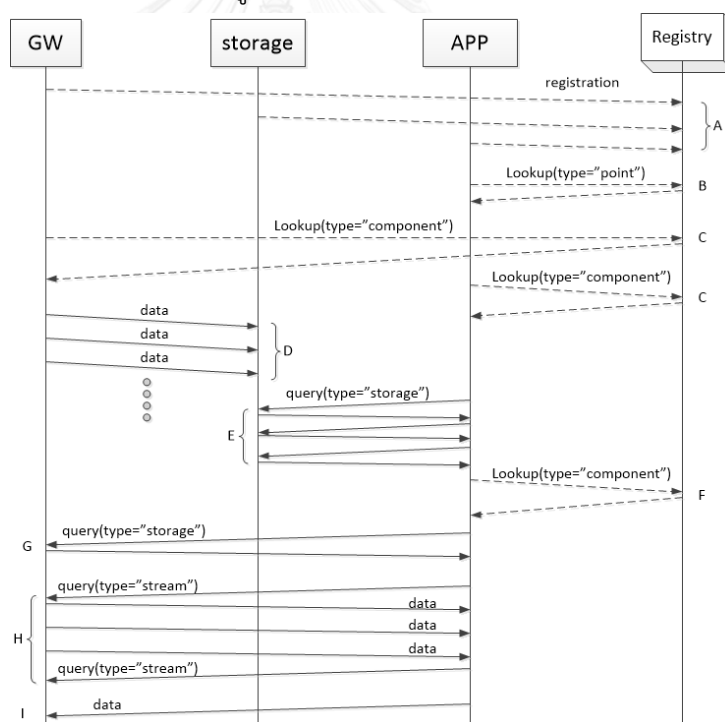 GW
storage
APP
Registry
registration
A
Lookup(type="point")
B
Lookup(type="component")
C
Lookup(type="component")
C
data
data
D
data
query(type="storage")
E
Lookup(type="component")
F
query(type="storage")
G
query(type="stream")
data
data
H
data
query(type="stream")
data
I